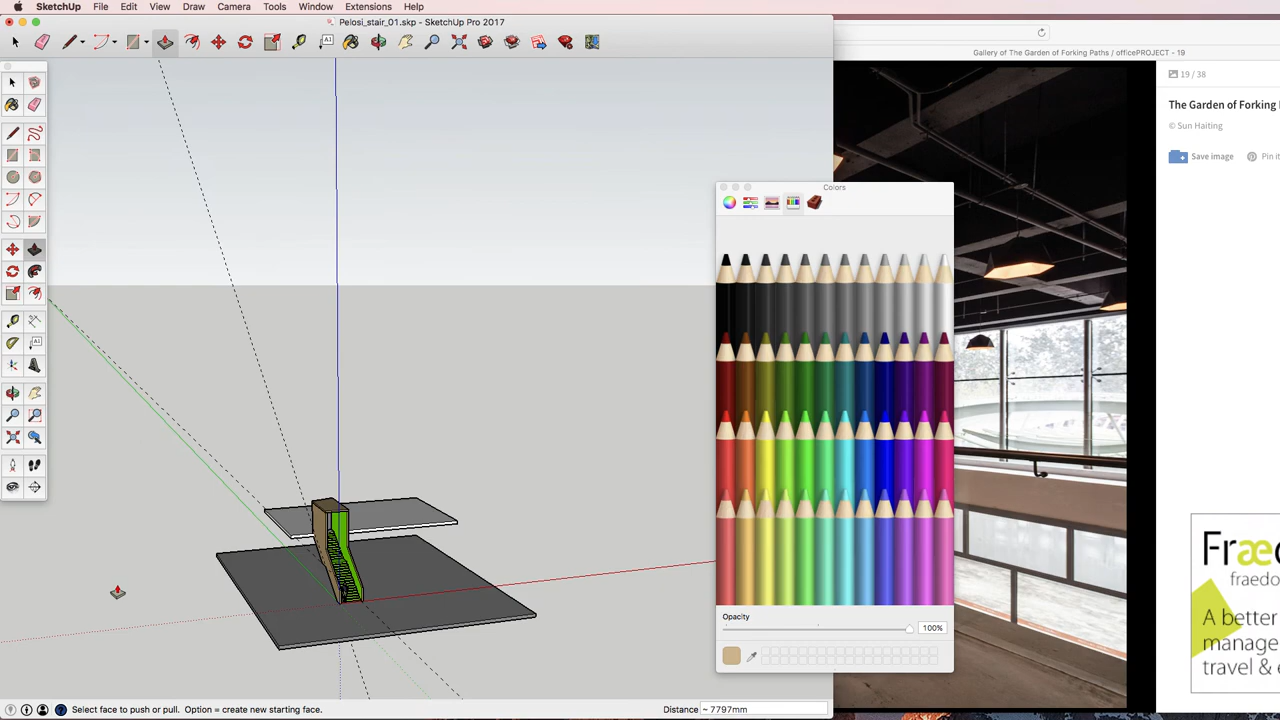 SketchUp File Edit View Draw Camera Tools Window Extensions Help
Pelosi_stair_01.skp - SketchUp Pro 2017
Gallery of The Garden of Forking Paths / officePROJECT - 19
19 / 38
The Garden of Forking
© Sun Haiting
Save image Pin it
Colors
Opacity
100%
Fræd
fraedo
A better
manage
travel & e
Select face to push or pull. Option = create new starting face.
Distance ~ 7797mm